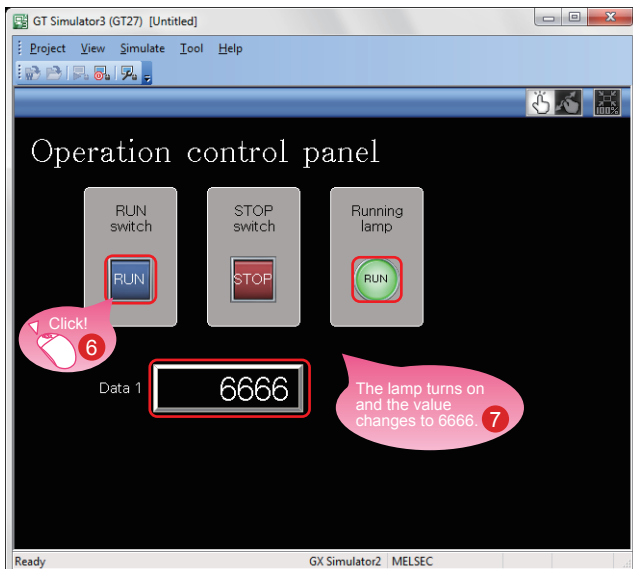 GT Simulator3 (GT27) [Untitled]
Project View Simulate Tool Help
100%
Operation control panel
RUN
switch
STOP
switch
Running
lamp
RUN
STOP
RUN
Click!
6
Data 1
6666
The lamp turns on
and the value
changes to 6666.
7
Ready
GX Simulator2
MELSEC